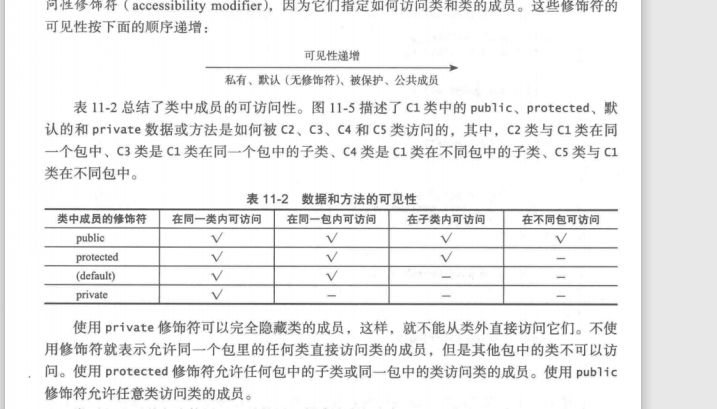 问性修饰符(accessibility modifier),因为它们指定如何访问类和类的成员。这些修饰符的
可见性按下面的顺序递增:
可见性递增
私有、默认(无修饰符)、被保护、公共成员
表 11-2 总结了类中成员的可访问性。图 11-5 描述了 C1 类中的 public、protected、默
认的和 private 数据或方法是如何被 C2、C3、C4 和 C5 类访问的,其中,C2 类与 C1 类在同
一个包中、C3 类是 C1 类在同一个包中的子类、C4 类是 C1 类在不同包中的子类、C5 类与 C1
类在不同包中。
表 11-2 数据和方法的可见性
类中成员的修饰符 在同一类内可访问 在同一包内可访问 在子类内可访问 在不同包可访问
public √ √ √ √
protected √ √ √ —
(default) √ √ — —
private √ — — —
使用 private 修饰符可以完全隐藏类的成员,这样,就不能从类外直接访问它们。不使
用修饰符就表示允许同一个包里的任何类直接访问类的成员,但是其他包中的类不可以访
问。使用 protected 修饰符允许任何包中的子类或同一包中的类访问类的成员。使用 public
修饰符允许任意类访问类的成员。